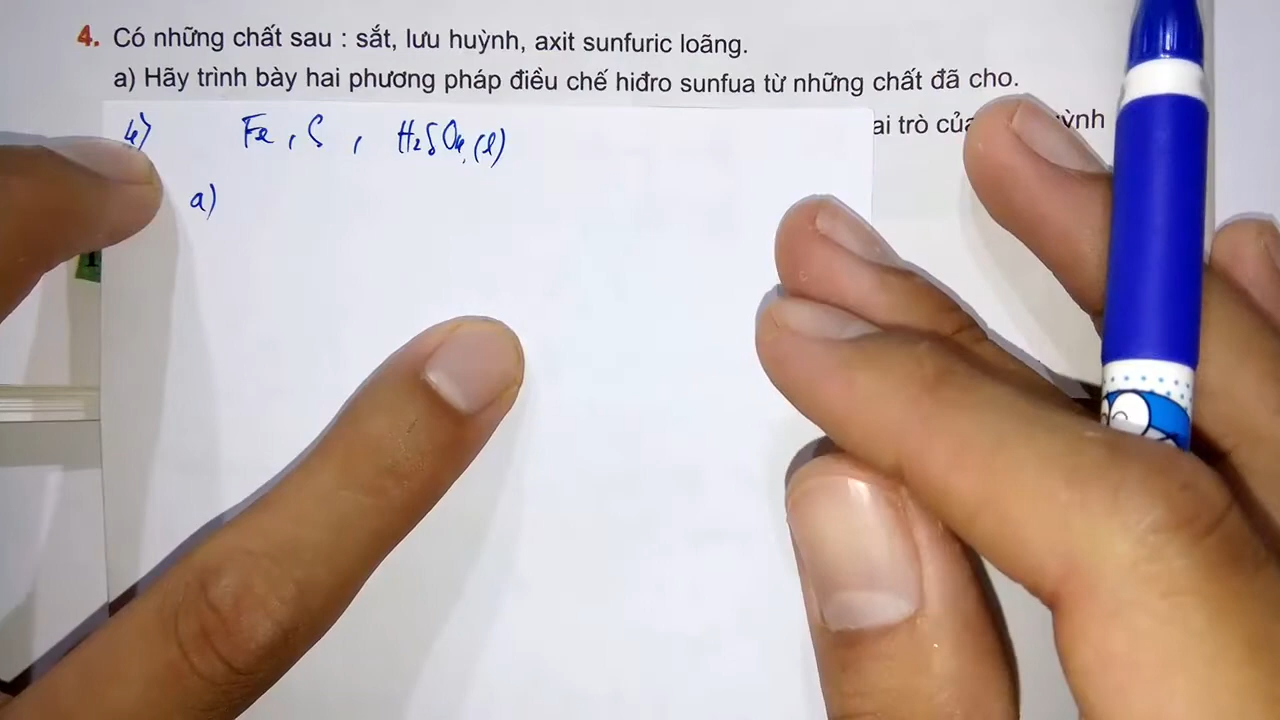 4. Có những chất sau : sắt, lưu huỳnh, axit sunfuric loãng.
a) Hãy trình bày hai phương pháp điều chế hiđro sunfua từ những chất đã cho.
ai trò của
4) Fe, S, H2SO4 (l)
a)